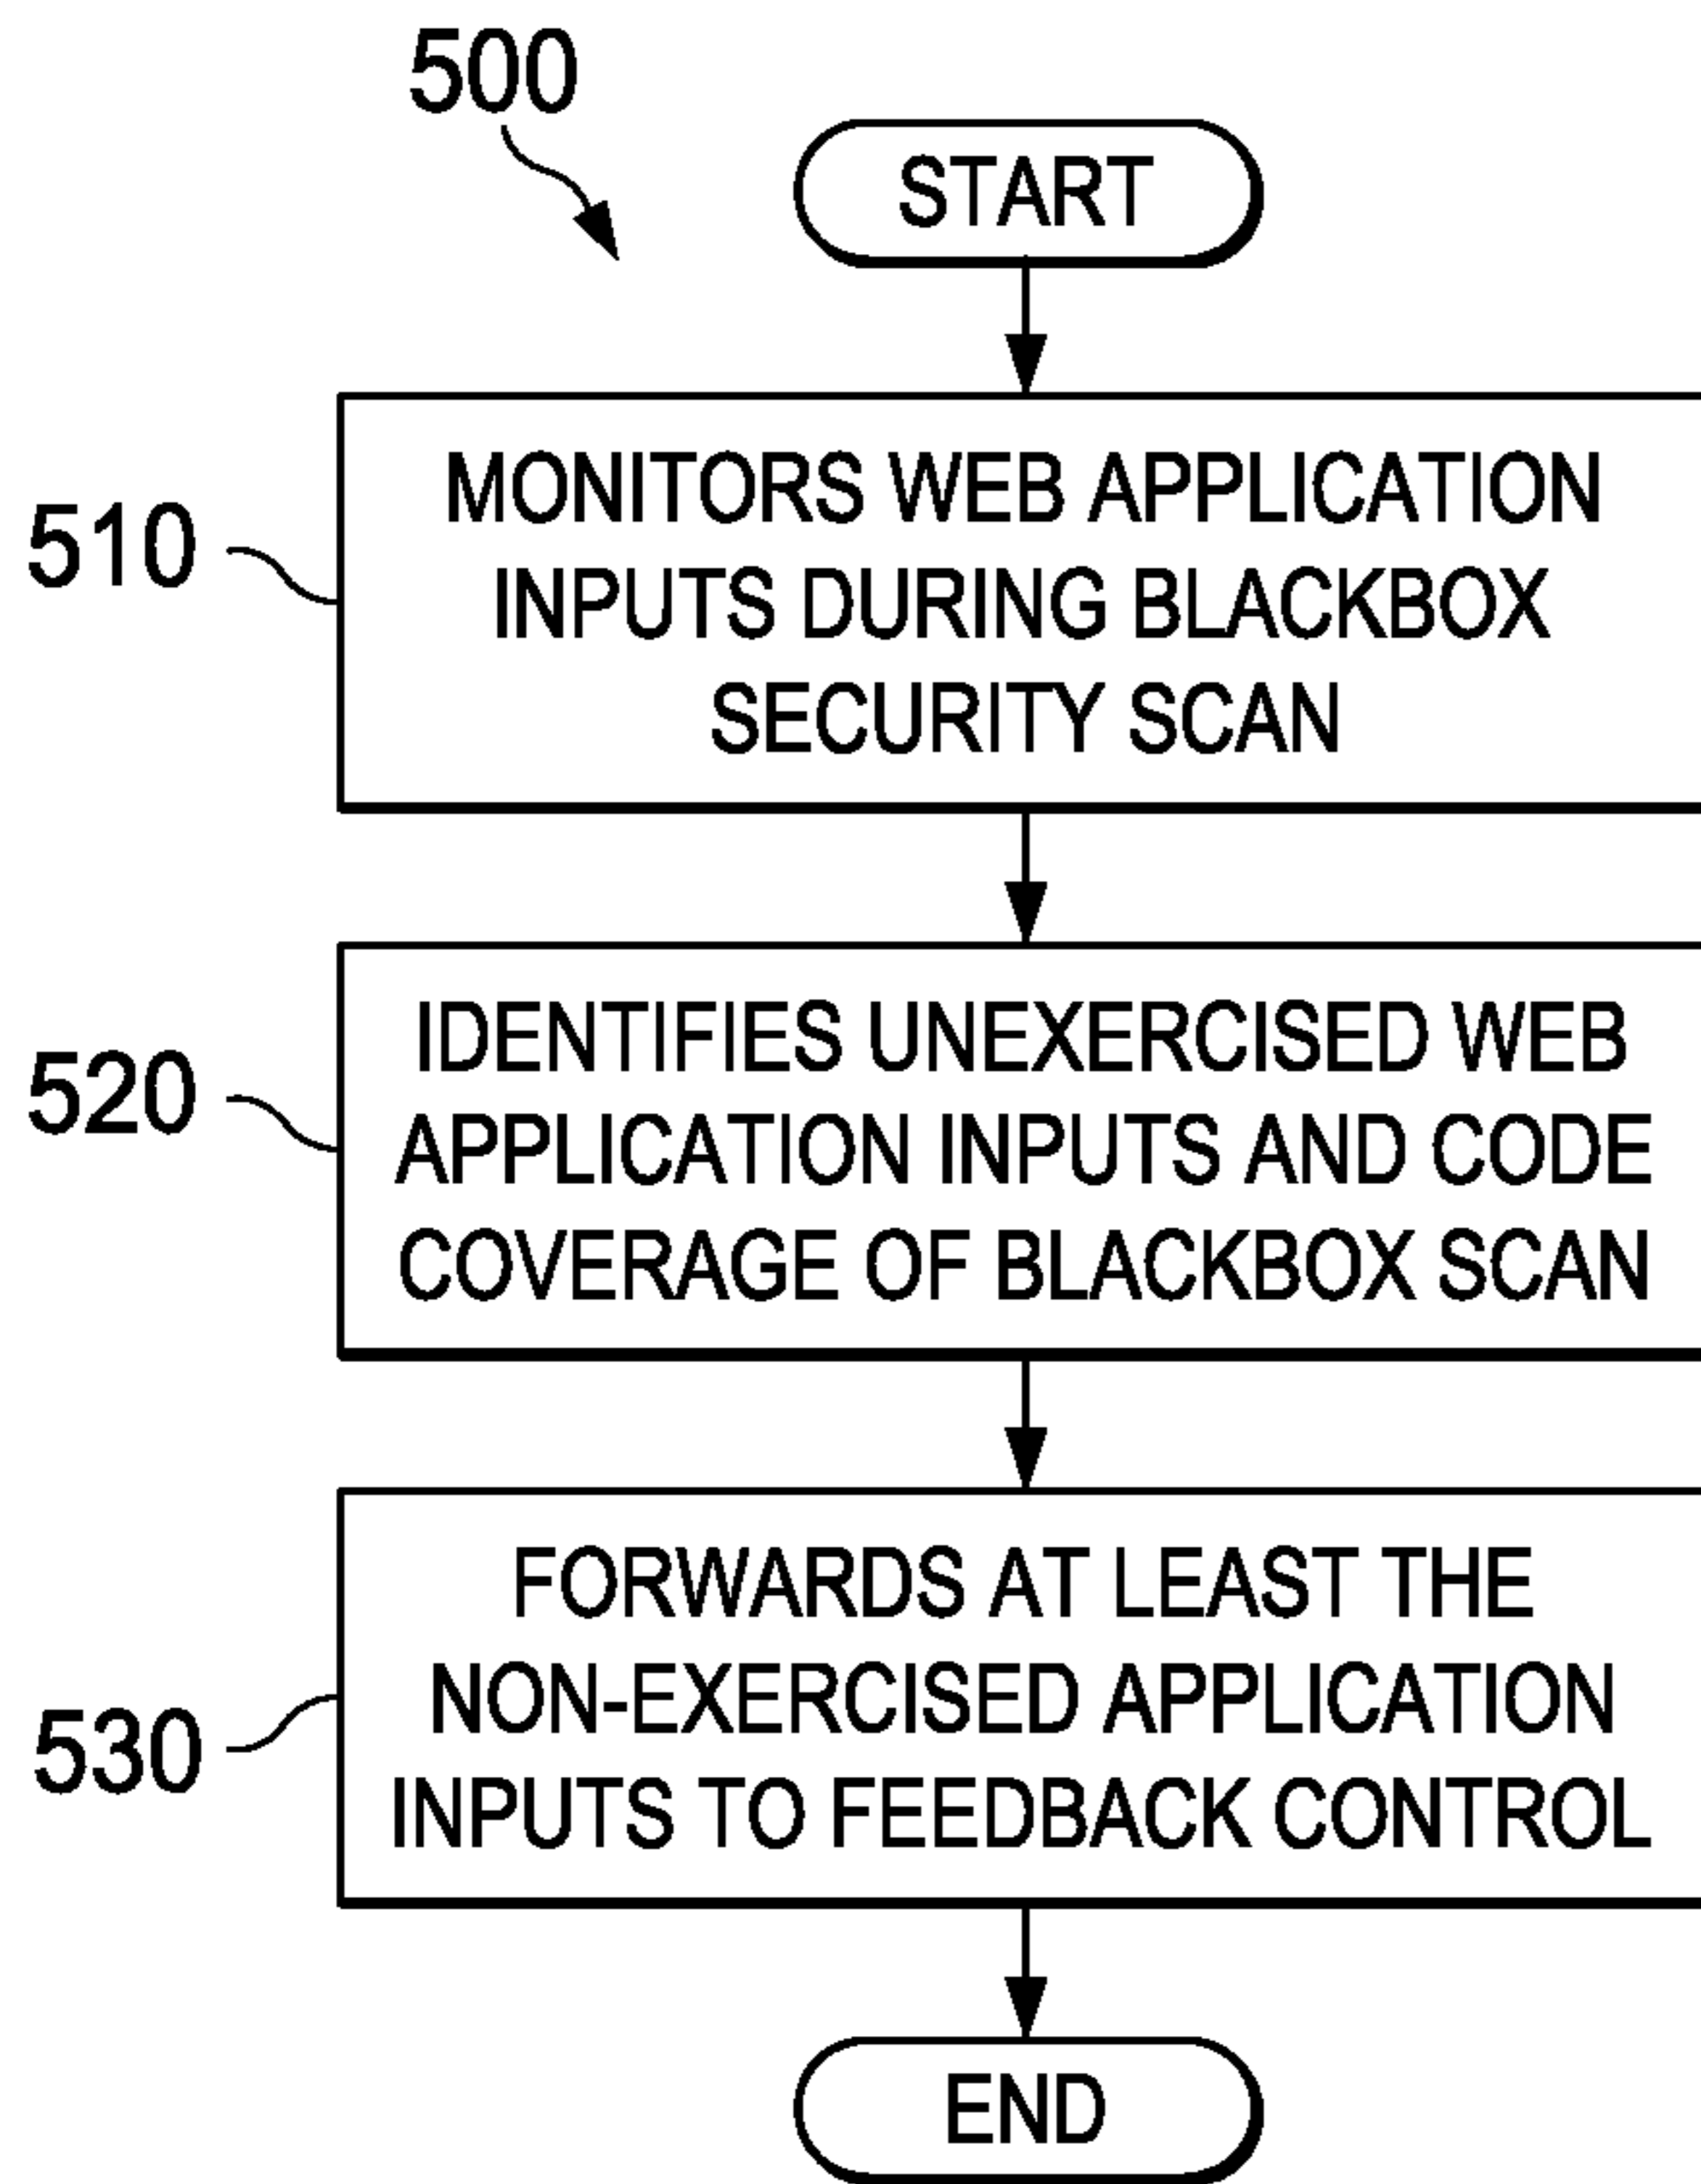 500
START
510
MONITORS WEB APPLICATION
INPUTS DURING BLACKBOX
SECURITY SCAN
520
IDENTIFIES UNEXERCISED WEB
APPLICATION INPUTS AND CODE
COVERAGE OF BLACKBOX SCAN
530
FORWARDS AT LEAST THE
NON-EXERCISED APPLICATION
INPUTS TO FEEDBACK CONTROL
END